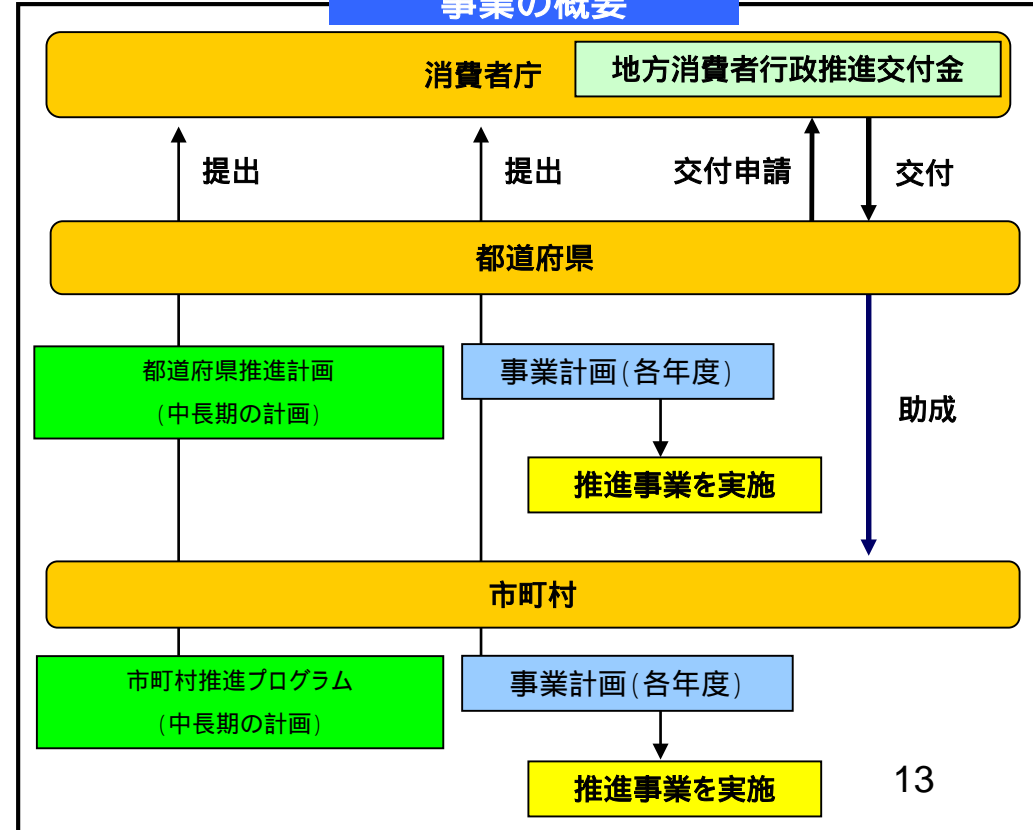 事業の概要
消費者庁
地方消費者行政推進交付金
提出
提出
交付申請
交付
都道府県
都道府県推進計画
(中長期の計画)
事業計画(各年度)
推進事業を実施
助成
市町村
市町村推進プログラム
(中長期の計画)
事業計画(各年度)
推進事業を実施
13